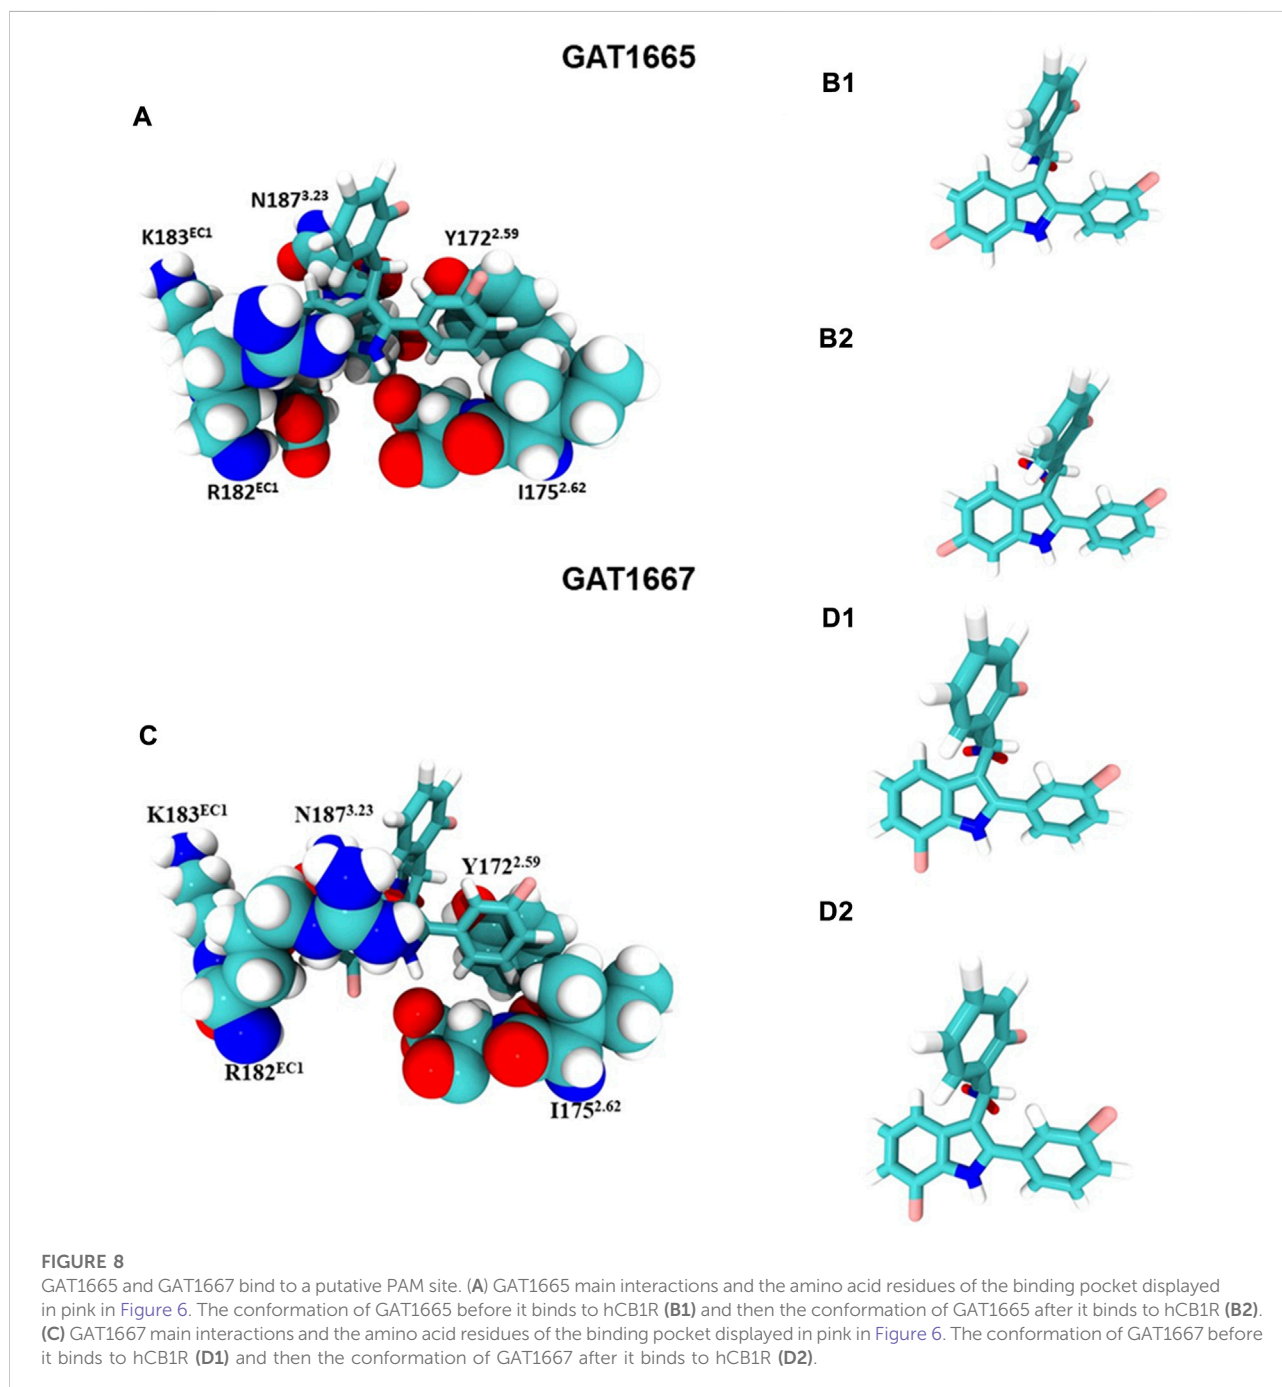 GAT1665
A
B1
N187^3.23
K183^EC1
Y172^2.59
B2
R182^EC1
I175^2.62
GAT1667
D1
C
K183^EC1
N187^3.23
Y172^2.59
D2
R182^EC1
I175^2.62
FIGURE 8
GAT1665 and GAT1667 bind to a putative PAM site. (A) GAT1665 main interactions and the amino acid residues of the binding pocket displayed
in pink in Figure 6. The conformation of GAT1665 before it binds to hCB1R (B1) and then the conformation of GAT1665 after it binds to hCB1R (B2).
(C) GAT1667 main interactions and the amino acid residues of the binding pocket displayed in pink in Figure 6. The conformation of GAT1667 before
it binds to hCB1R (D1) and then the conformation of GAT1667 after it binds to hCB1R (D2).